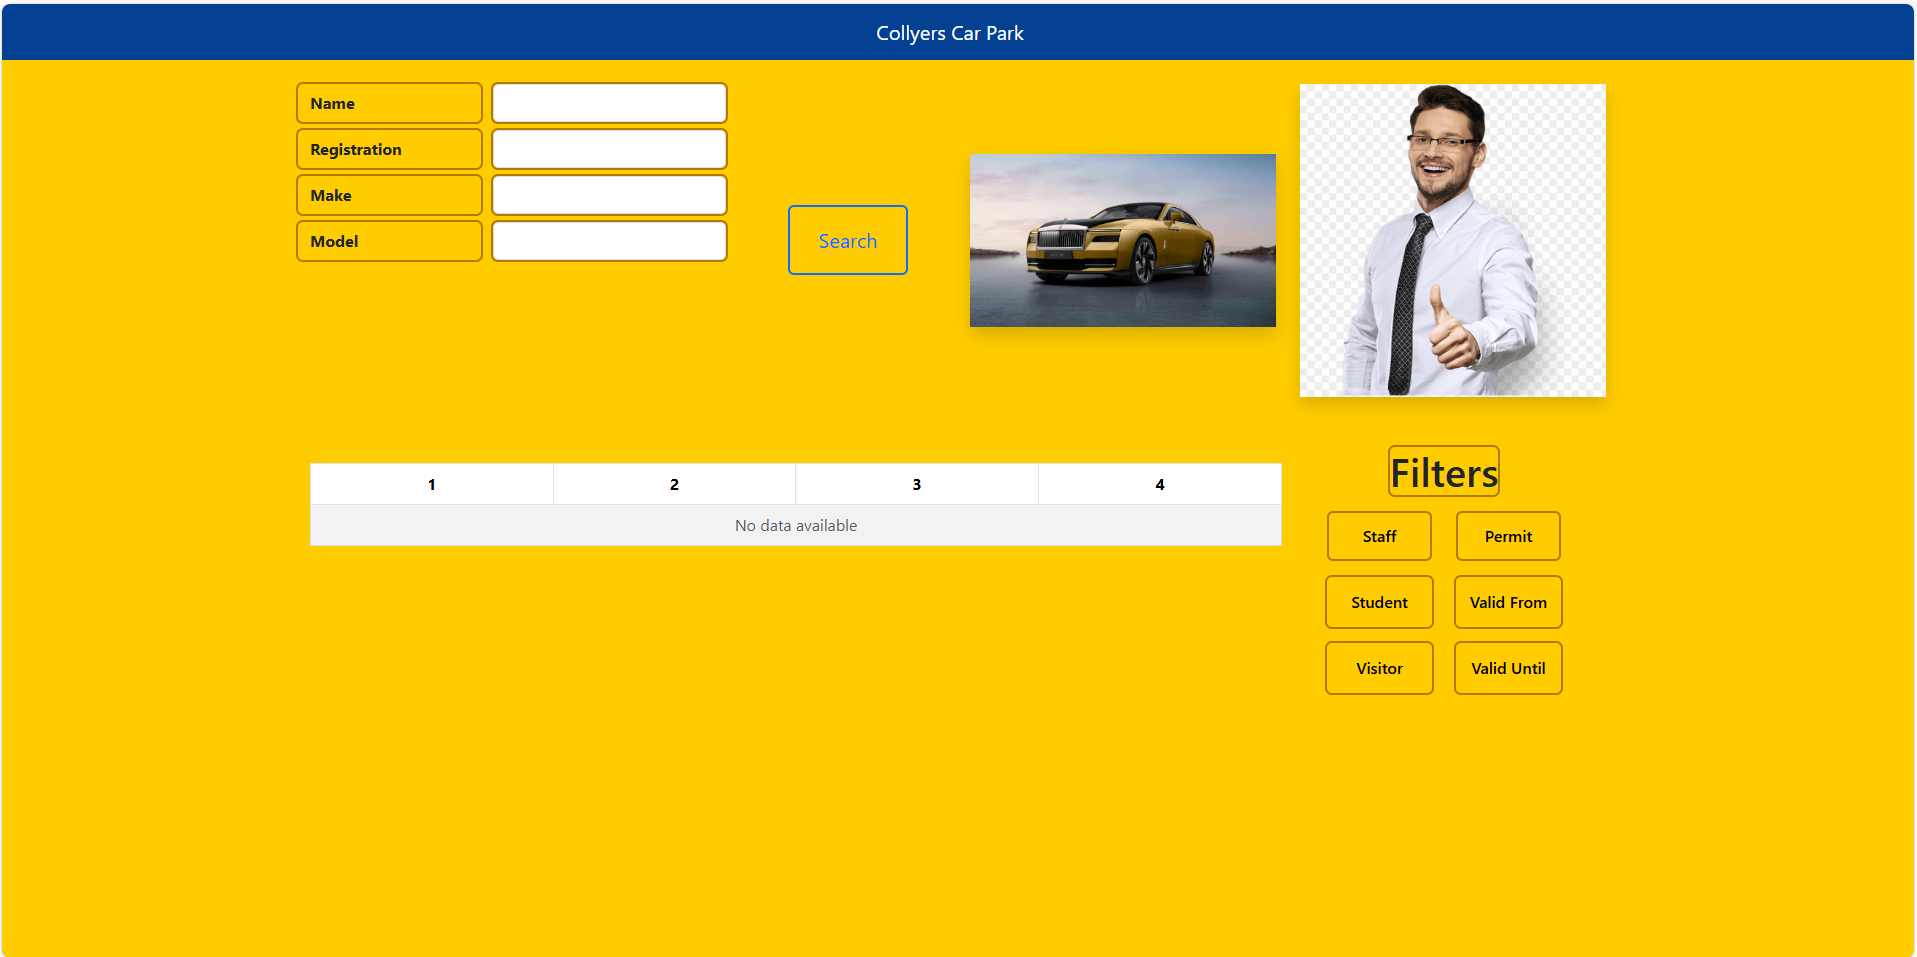 Collyers Car Park
Name
Registration
Make
Model
Search
1 2 3 4
No data available
Filters
Staff Permit
Student Valid From
Visitor Valid Until